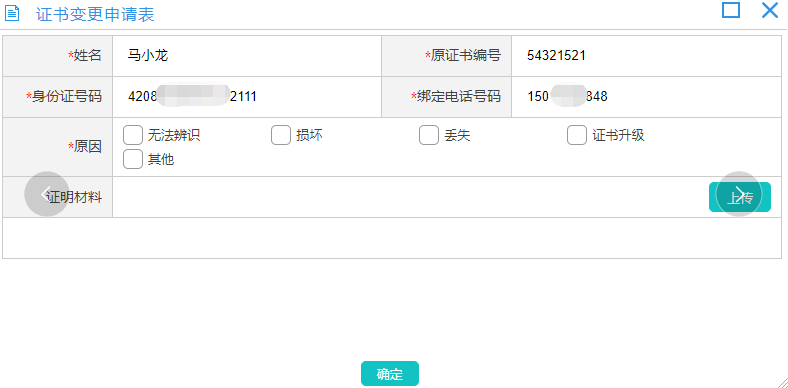 证书变更申请表
*姓名 马小龙 *原证书编号 54321521
*身份证号码 4208 2111 *绑定电话号码 150 848
*原因 无法辨识 损坏 丢失 证书升级
其他
证明材料 上传
确定